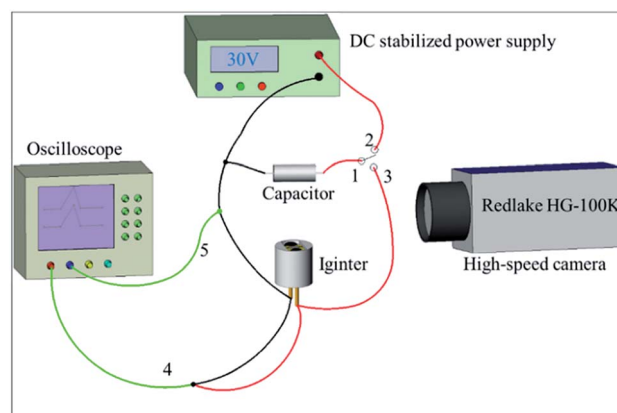 DC stabilized power supply
30V
Oscilloscope
2
1
3
Capacitor
Redlake HG-100K
5
Iginter
High-speed camera
4